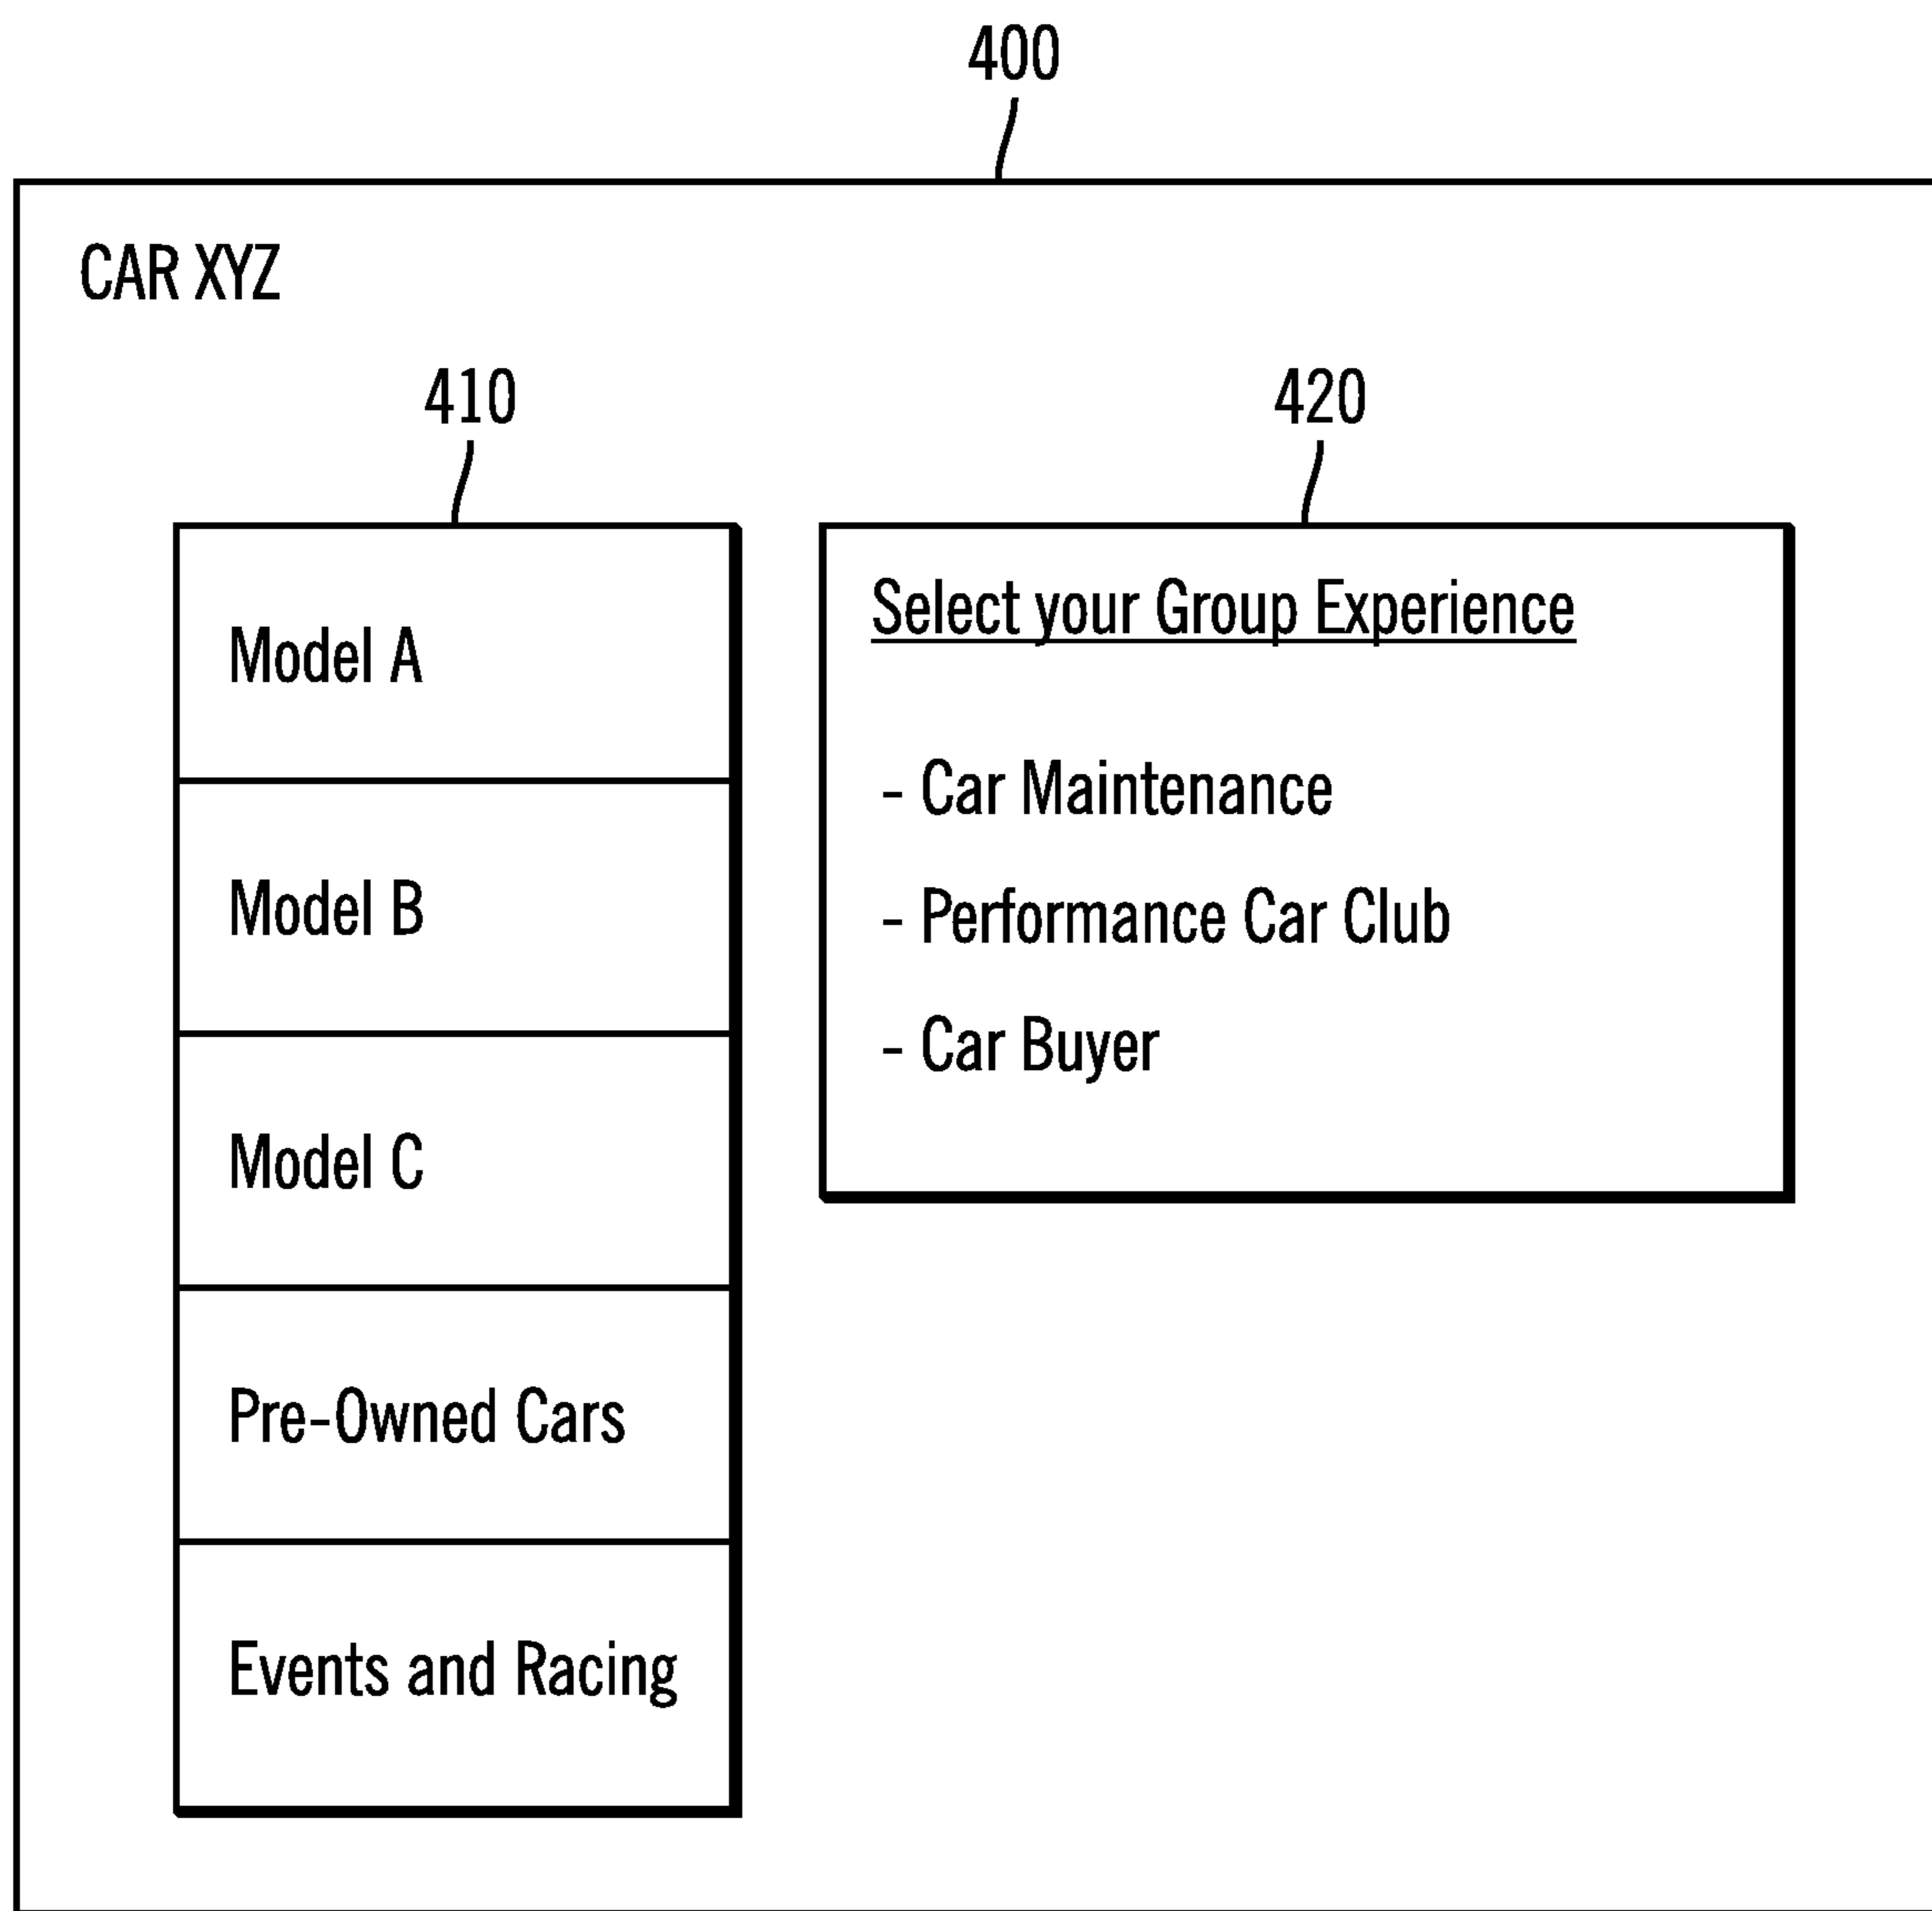 400
CAR XYZ
410
420
Model A
Model B
Model C
Pre-Owned Cars
Events and Racing
Select your Group Experience
- Car Maintenance
- Performance Car Club
- Car Buyer